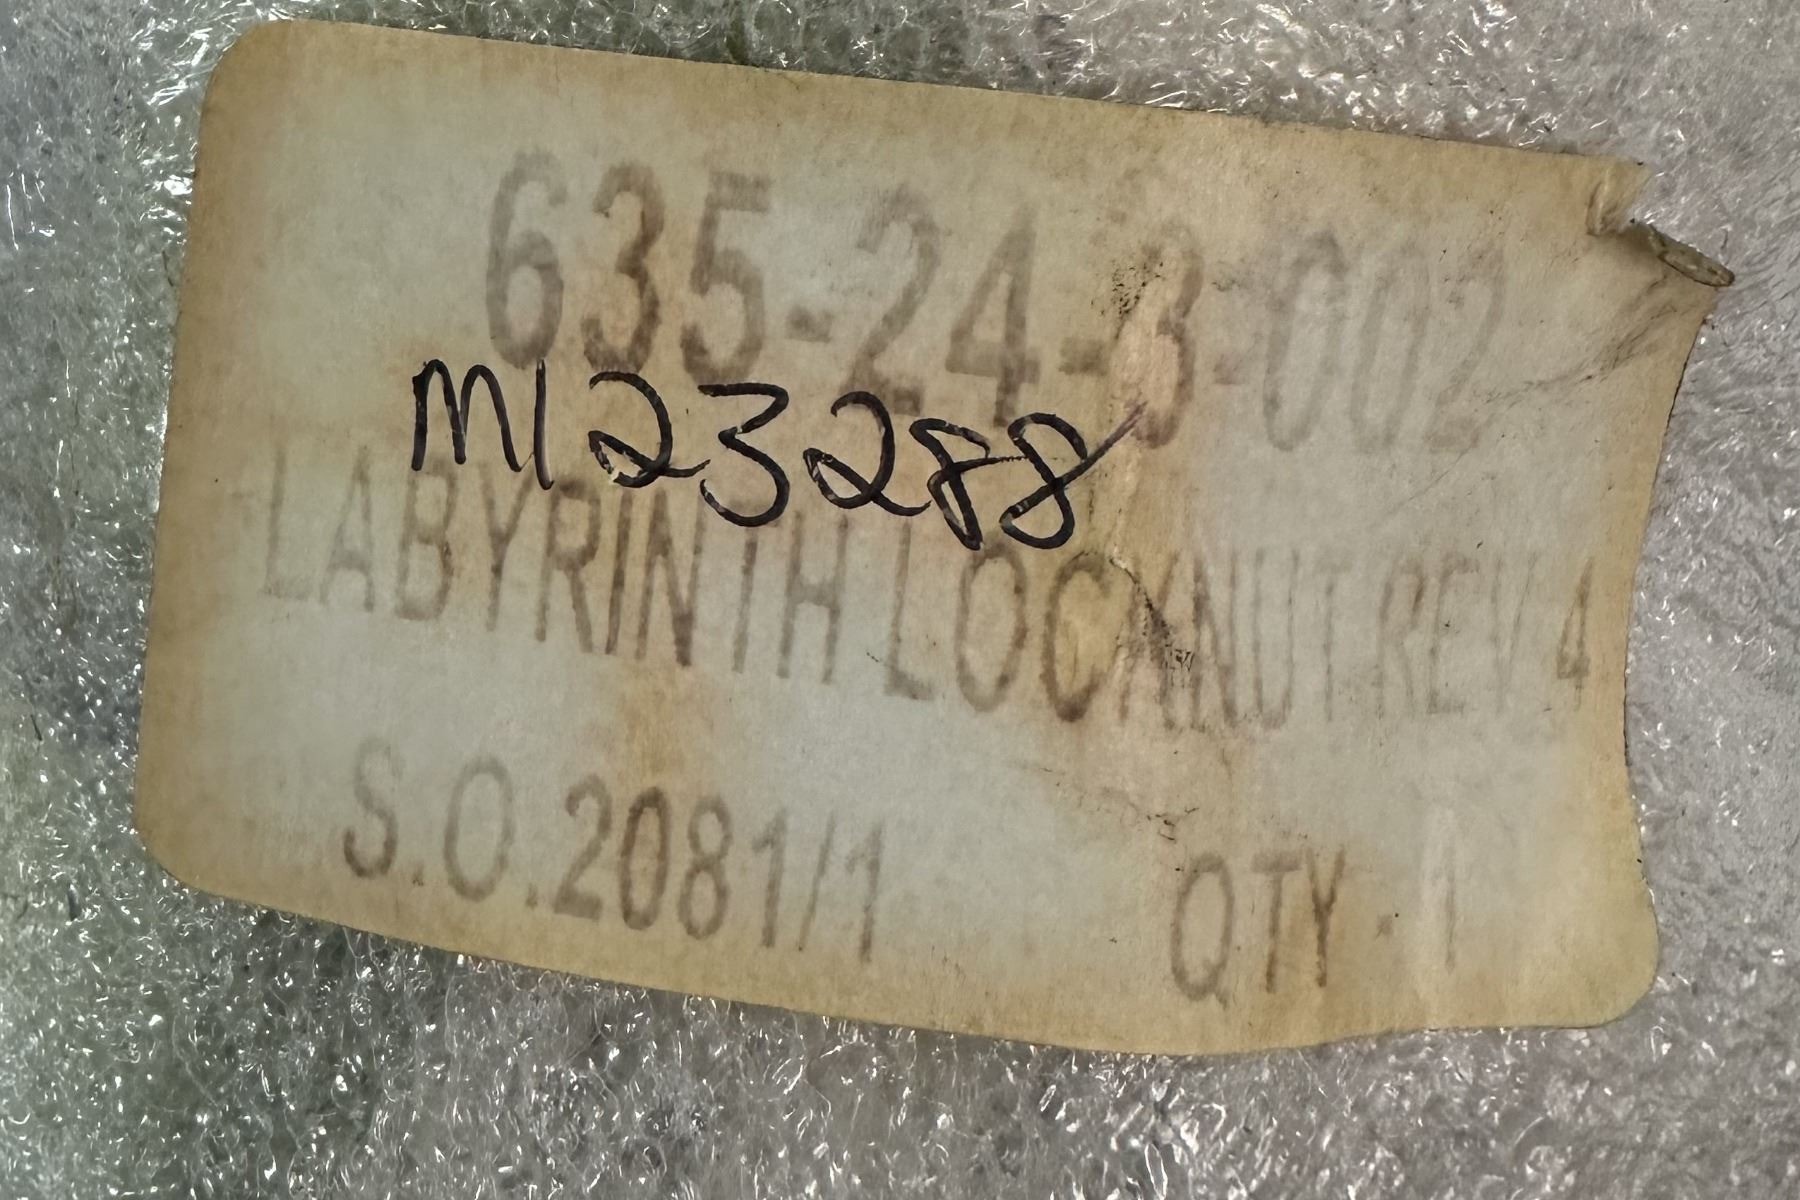 635-24-3-002
M123288
LABYRINTH LOCKNUT REV 4
S.O.2081/1 QTY - 1